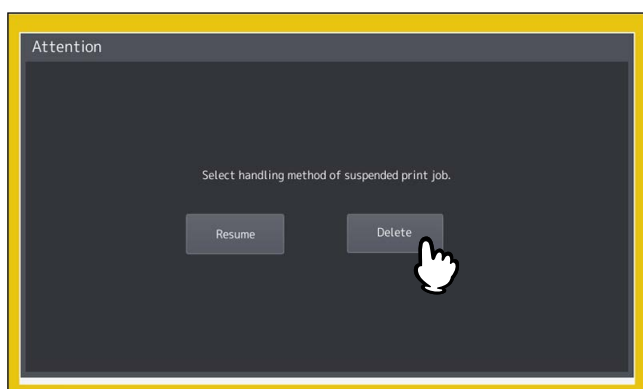 Attention
Select handling method of suspended print job.
Resume
Delete